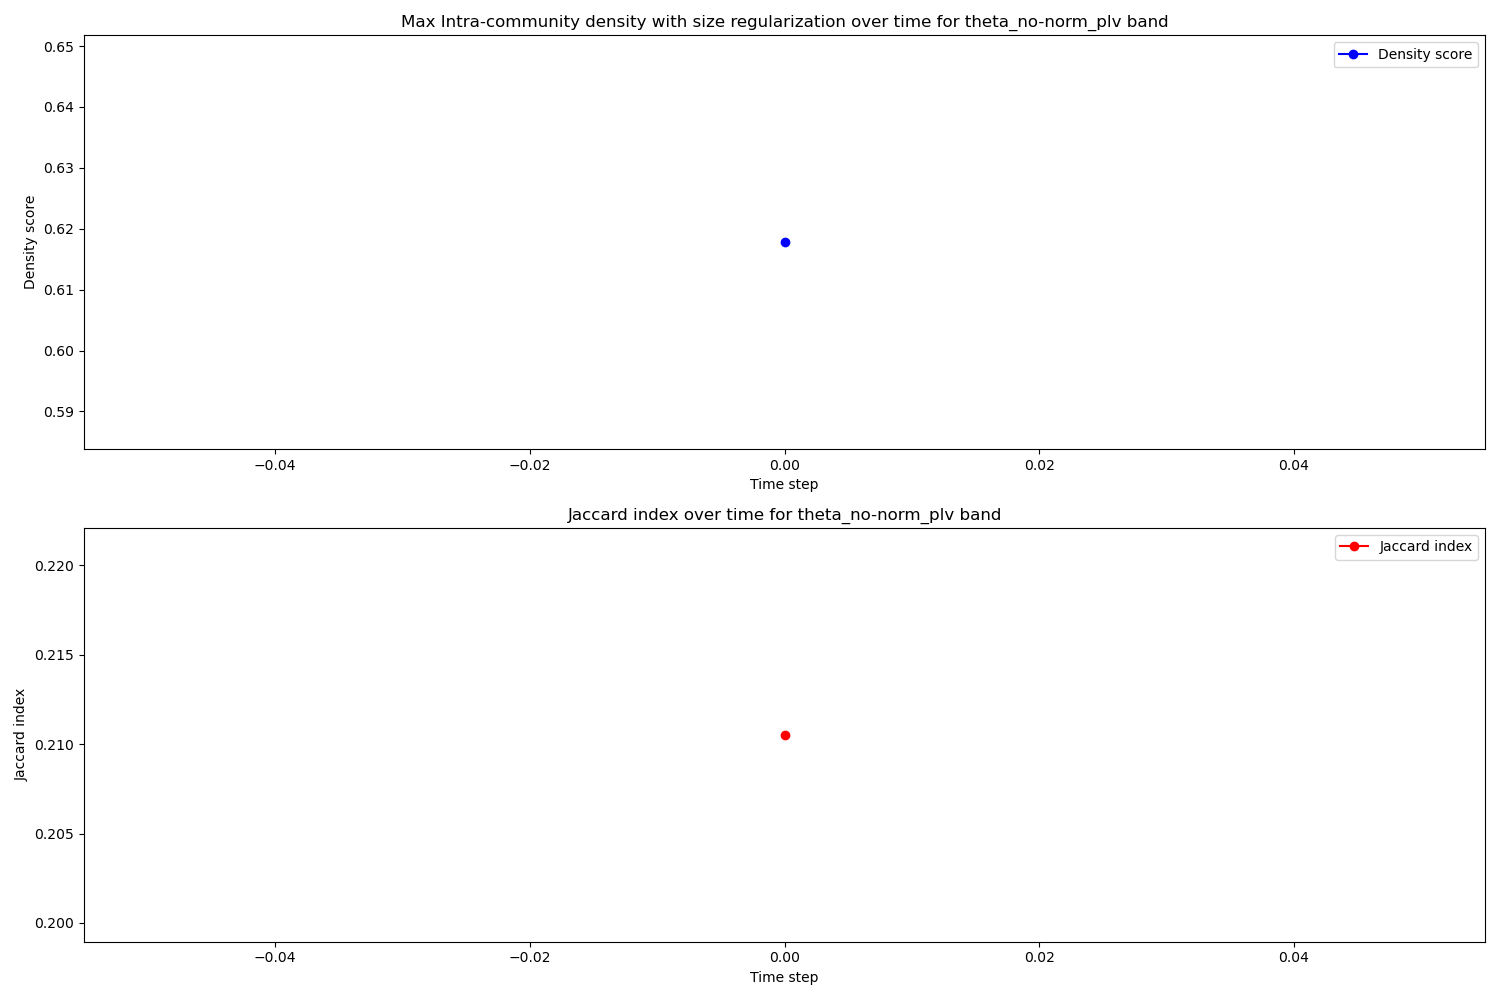 Max Intra-community density with size regularization over time for theta_no-norm_plv band
Density score
0.65
0.64
0.63
0.62
0.61
0.60
0.59
Density score
−0.04
−0.02
0.00
0.02
0.04
Time step
Jaccard index over time for theta_no-norm_plv band
Jaccard index
0.220
0.215
0.210
0.205
0.200
Jaccard index
−0.04
−0.02
0.00
0.02
0.04
Time step